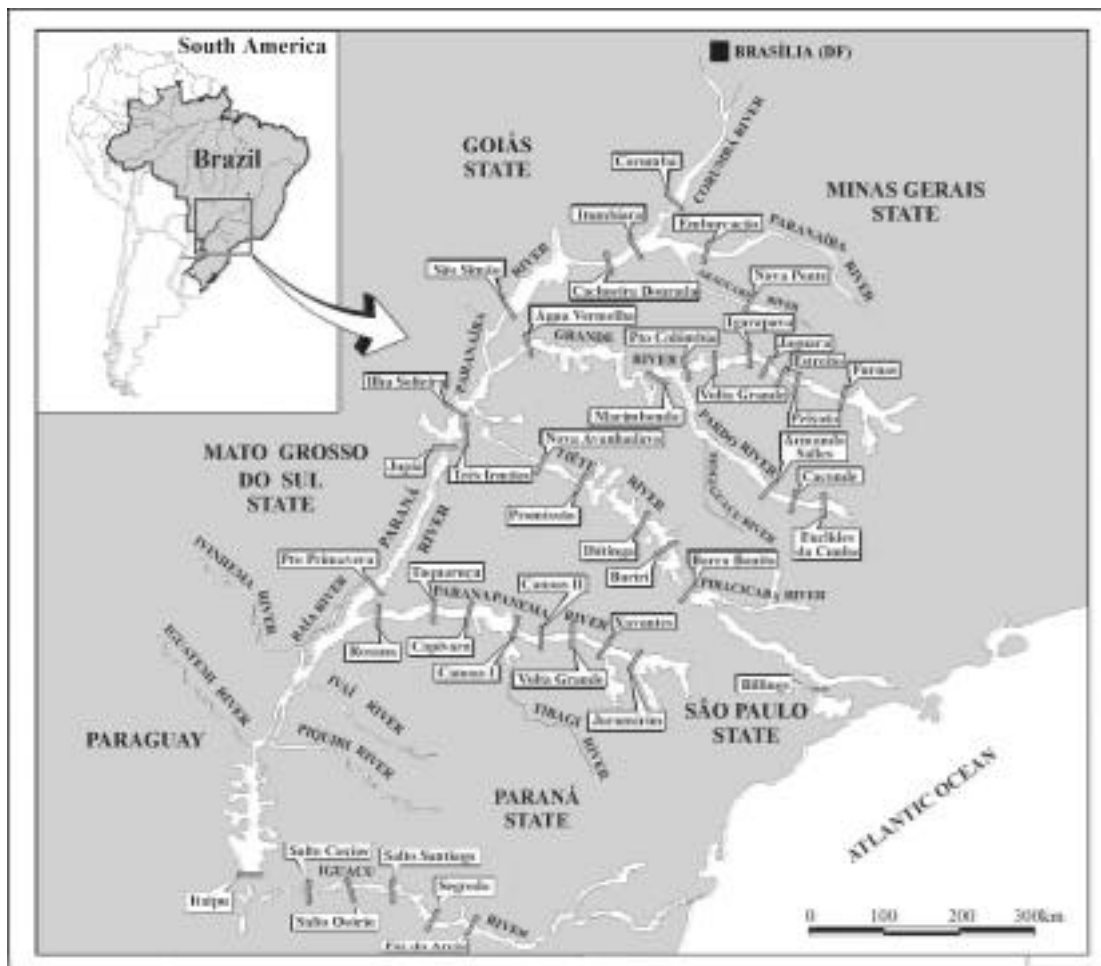 South America
Brazil
BRASÍLIA (DF)
GOIÁS
STATE
Corumbá
CORUMBÁ RIVER
MINAS GERAIS
STATE
Itumbiara
Emborcação
PARANAÍBA
RIVER
São Simão
RIVER
Cachoeira Dourada
Nova Ponte
RIVER
Água Vermelha
GRANDE
RIVER
Pto Colômbia
Igarapava
Jaguara
Furnas
PARANAÍBA
Ilha Solteira
Volta Grande
Peixoto
Marimbondo
PARDO RIVER
Armando
Salles
MATO GROSSO
DO SUL
STATE
Nova Avanhadava
Jupiá
Três Irmãos
TIÊTE
RIVER
Caconde
Promissão
Euclides
da Cunha
PARANÁ
RIVER
Ibitinga
Bariri
Barra Bonita
PIRACICABA RIVER
IVINHEMA
RIVER
Pto Primavera
Taquaruçu
Canoas II
PARANAPANEMA
RIVER
Xavantes
BAÍA RIVER
Rosana
Capivara
Canoas I
Volta Grande
Jurumirim
Billings
IGUATEMI RIVER
IVAÍ
RIVER
TIBAGI
RIVER
SÃO PAULO
STATE
PARAGUAY
PIQUIRI RIVER
PARANÁ
STATE
ATLANTIC OCEAN
Salto Caxias
Salto Santiago
IGUACU
Segredo
Itaipu
Salto Osório
RIVER
0 100 200 300km